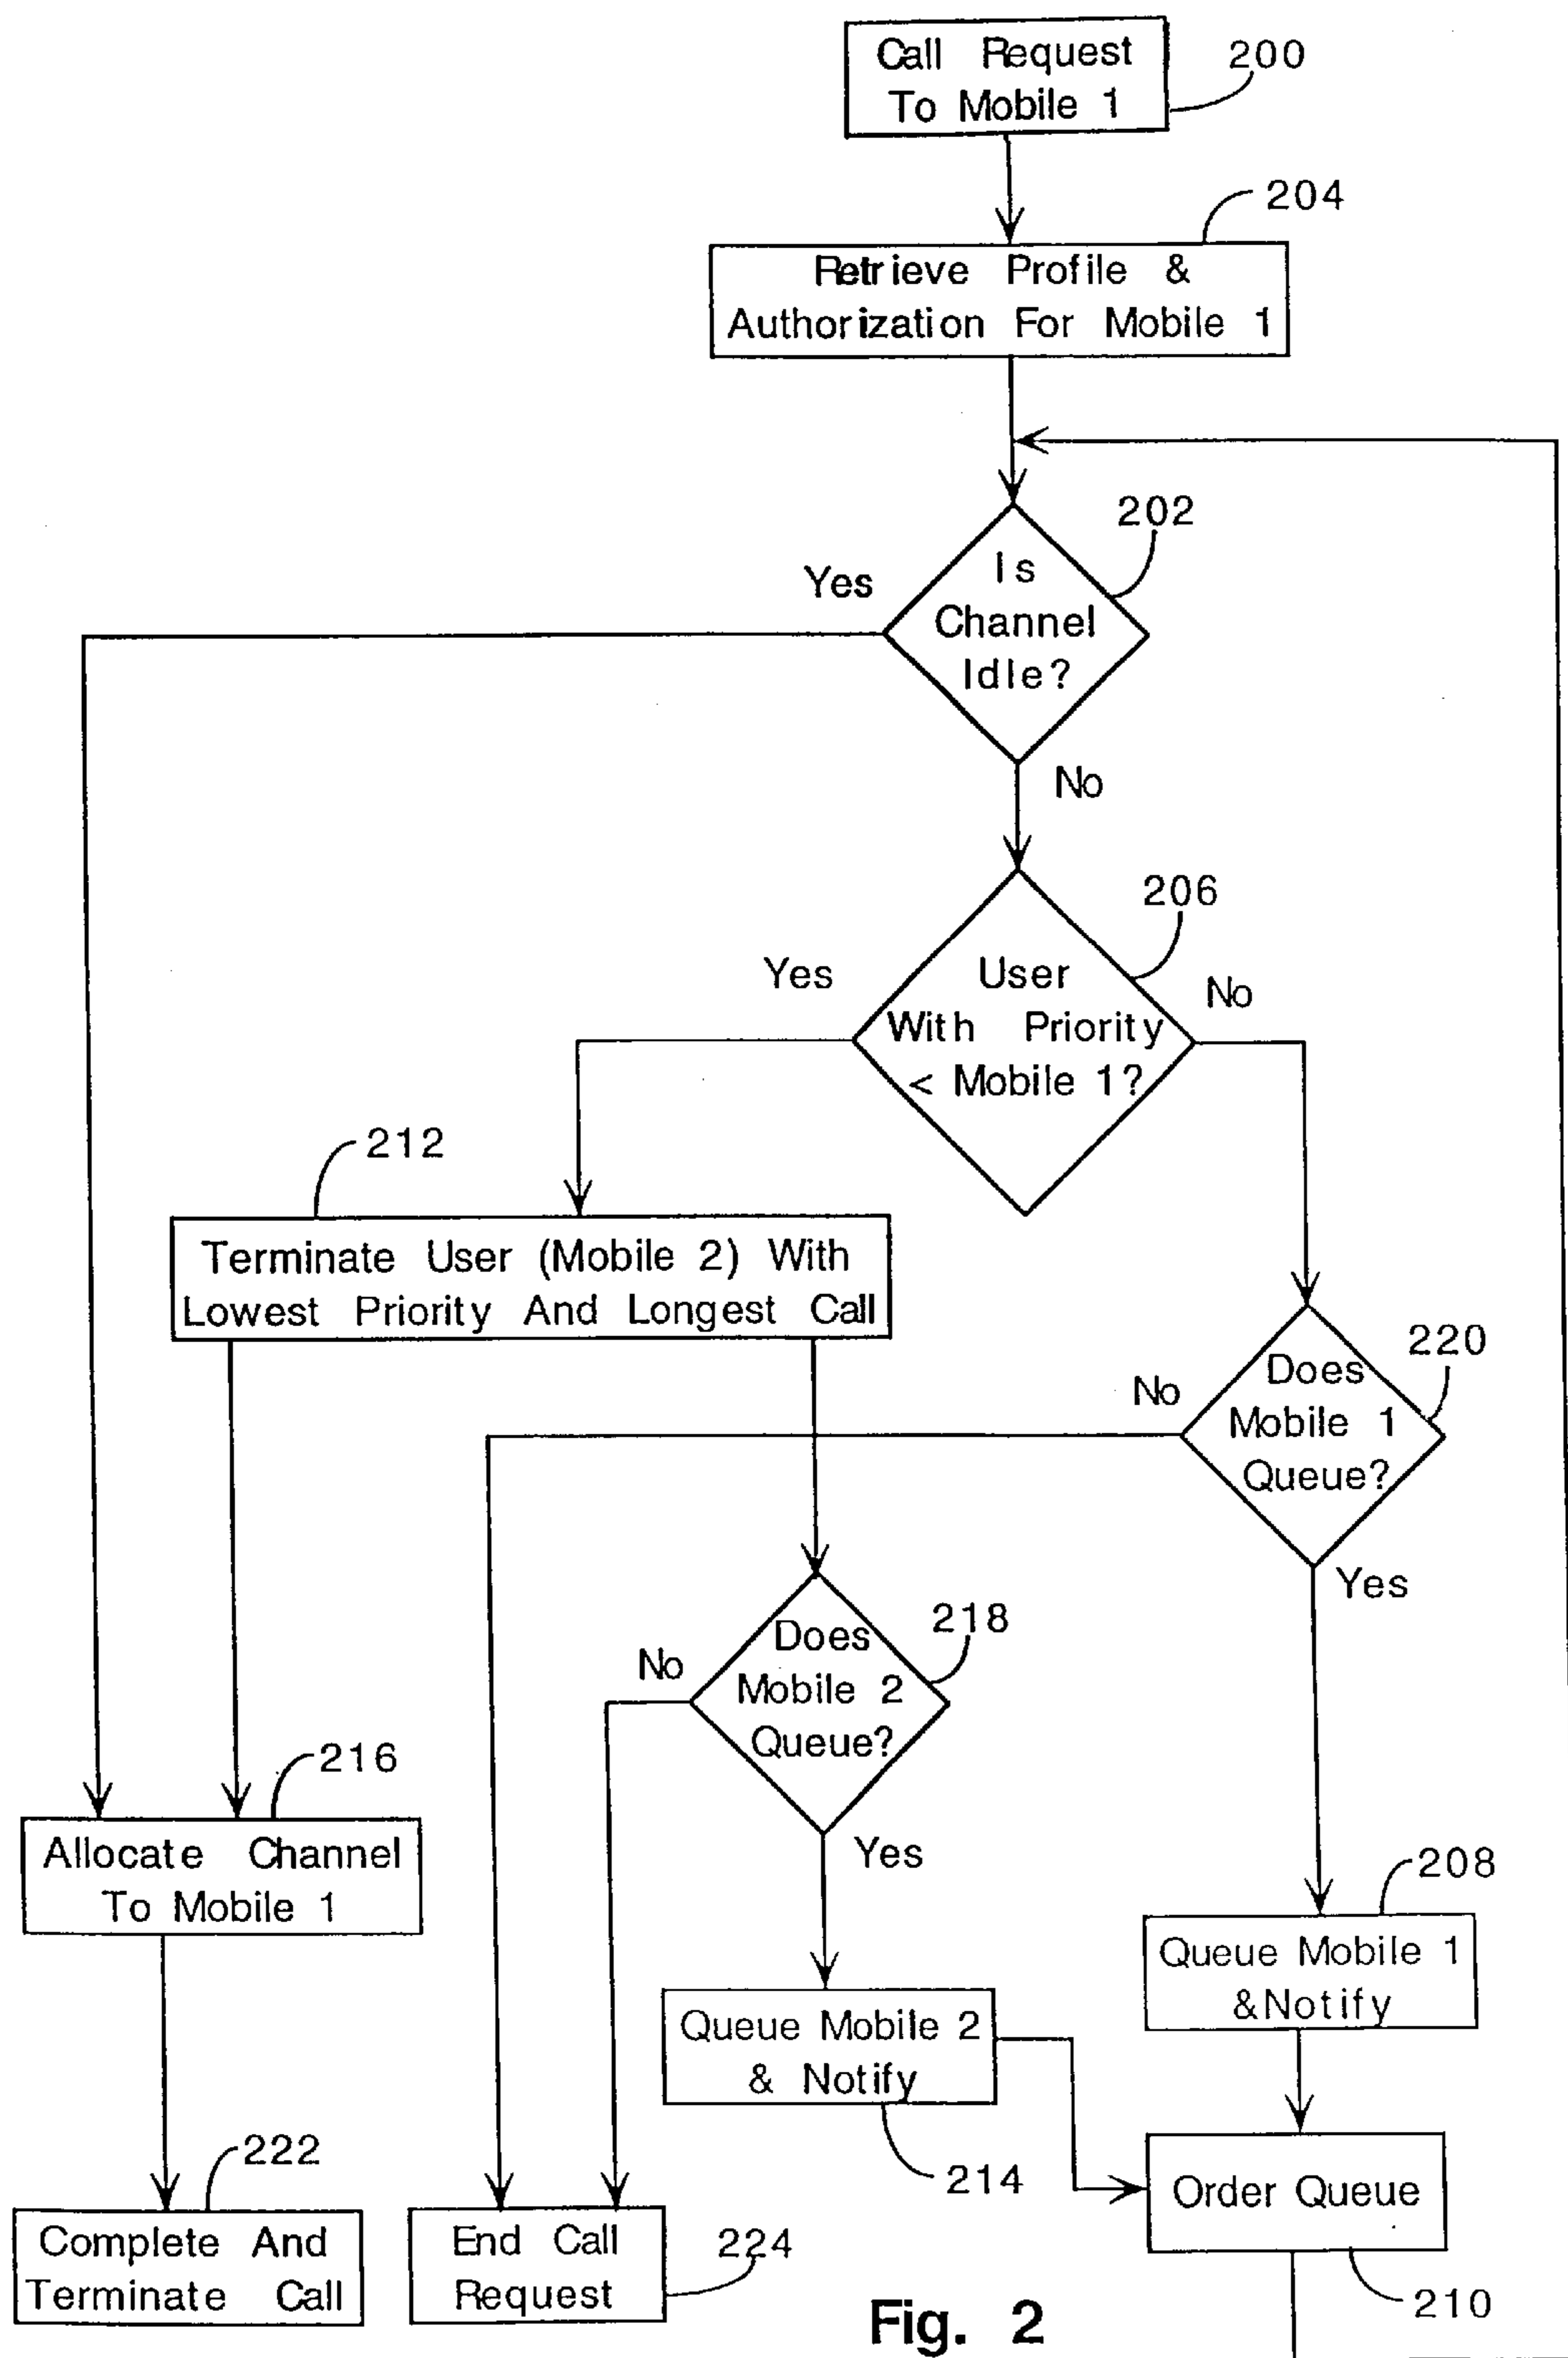 Call Request
To Mobile 1
200
204
Retrieve Profile &
Authorization For Mobile 1
202
Yes
Is
Channel
Idle?
No
206
Yes
User
With Priority
< Mobile 1?
No
212
Terminate User (Mobile 2) With
Lowest Priority And Longest Call
220
No
Does
Mobile 1
Queue?
Yes
218
No
Does
Mobile 2
Queue?
Yes
216
Allocate Channel
To Mobile 1
208
Queue Mobile 1
&Notify
Queue Mobile 2
& Notify
214
222
Complete And
Terminate Call
End Call
Request
224
Order Queue
210
Fig. 2